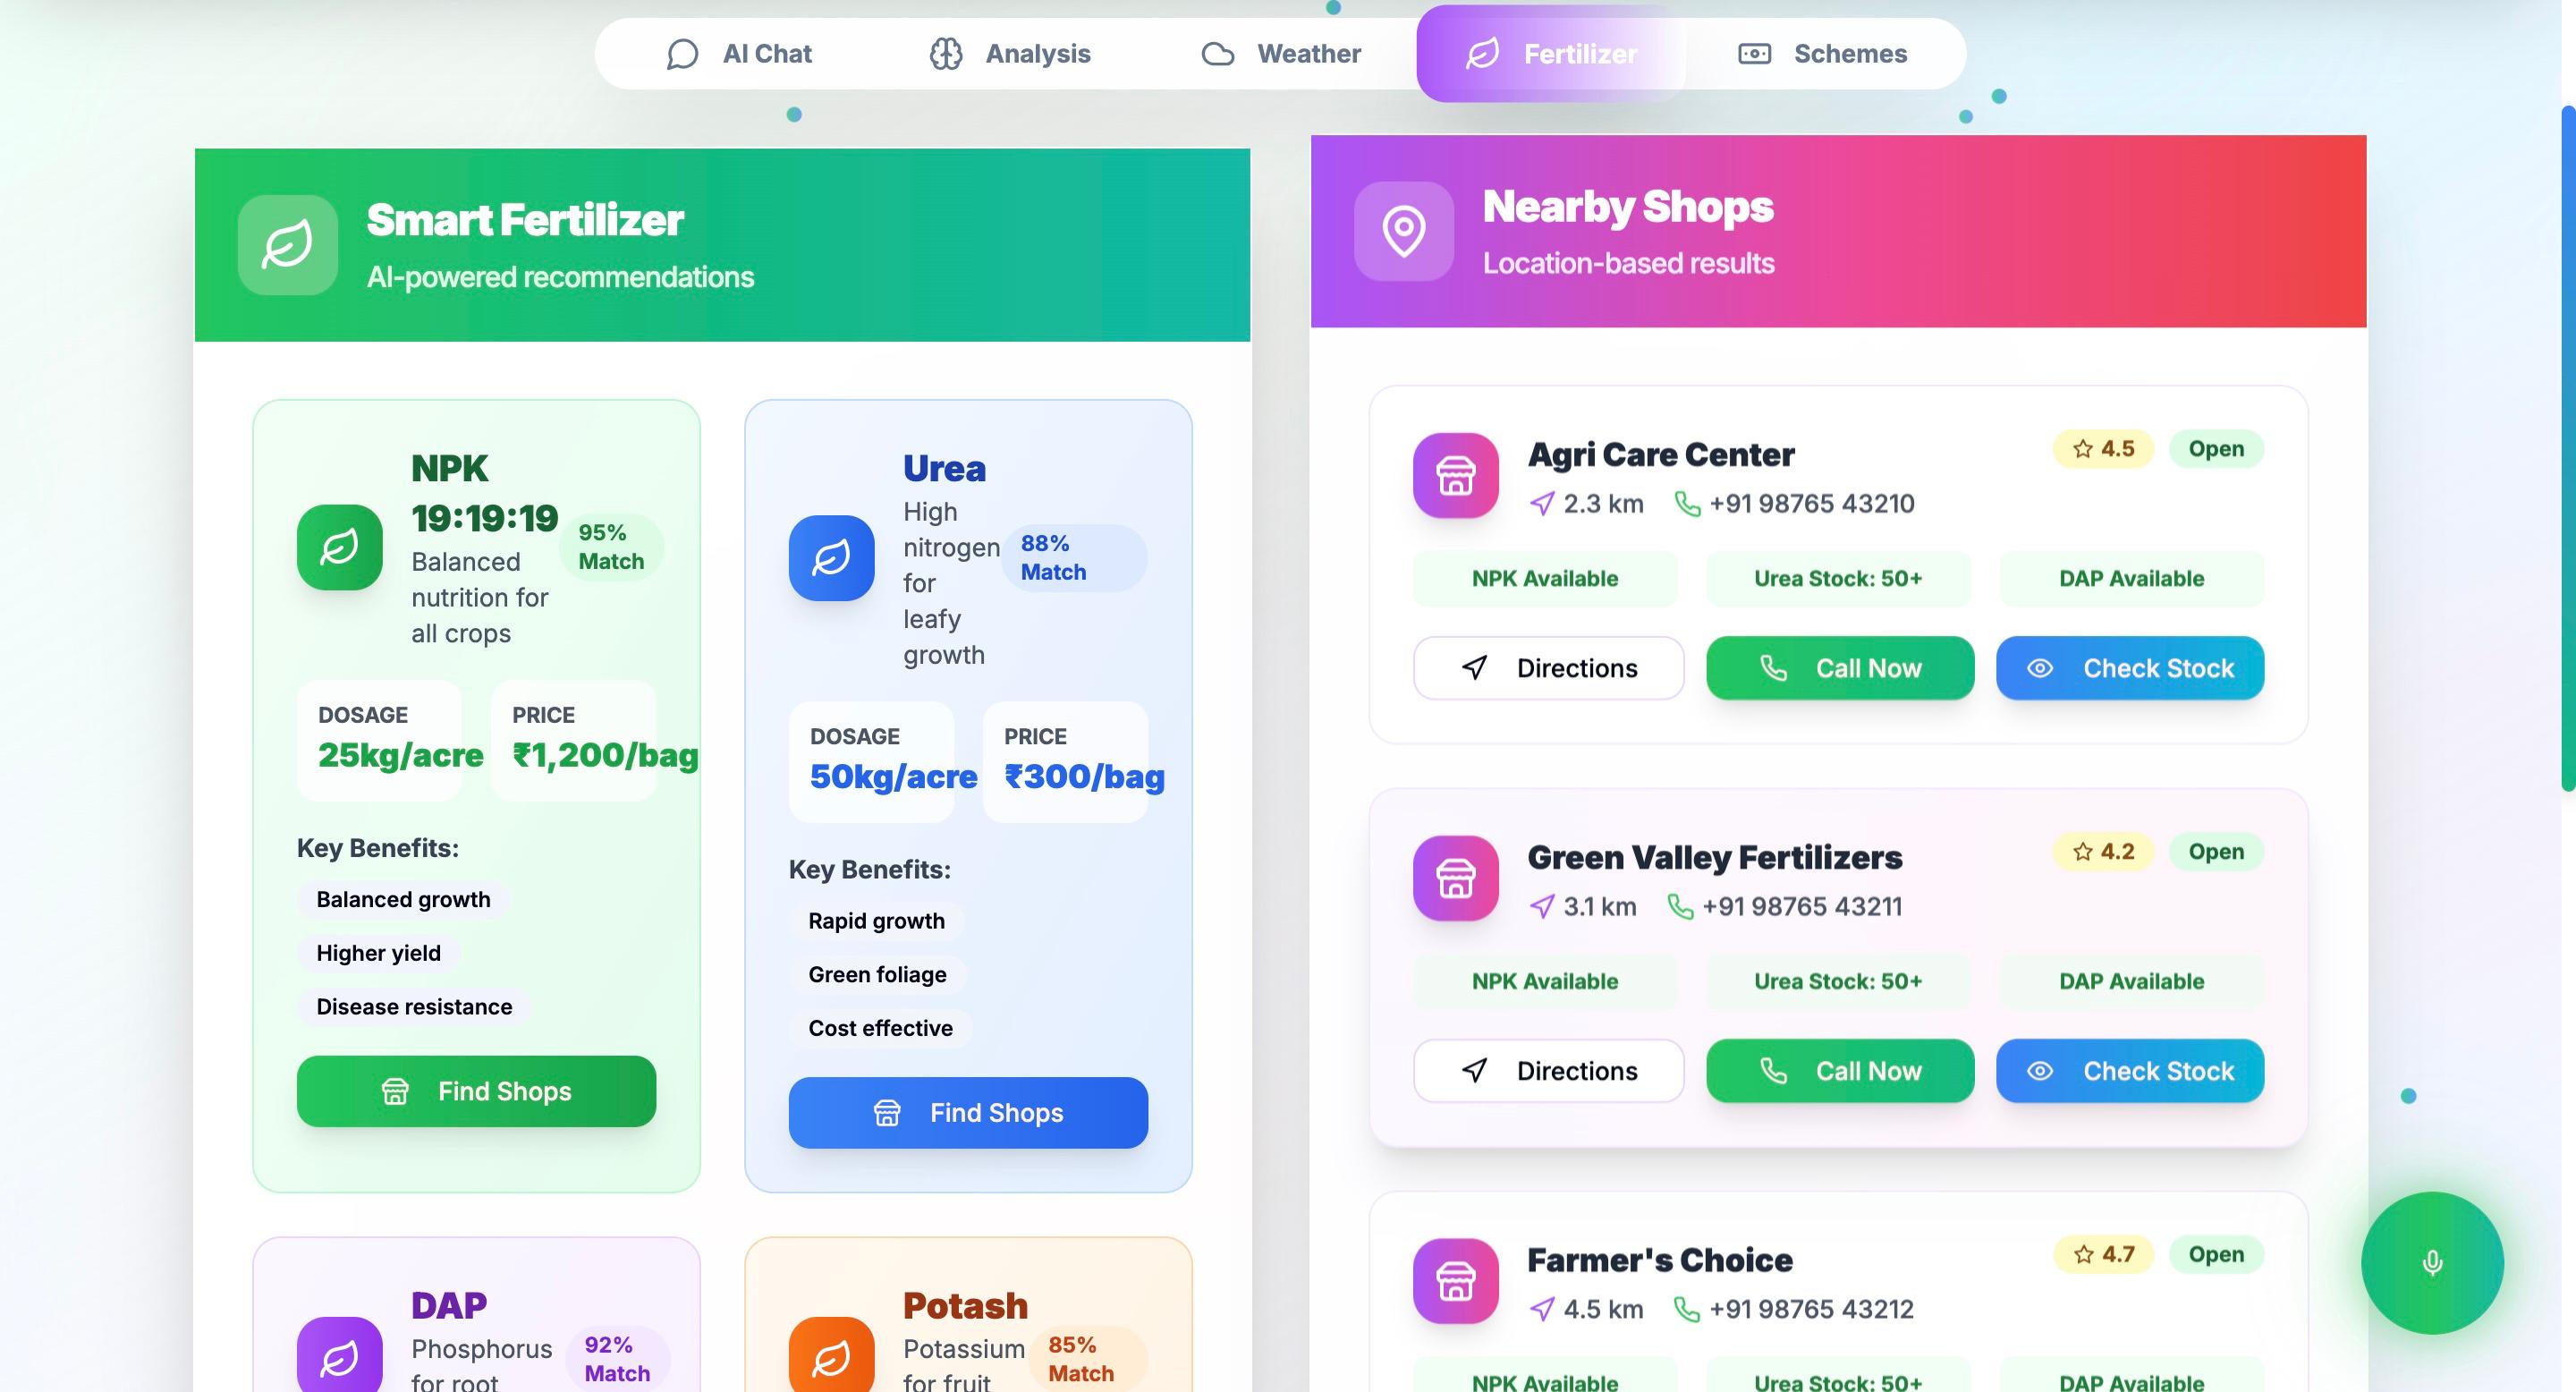 AI Chat
Analysis
Weather
Fertilizer
Schemes
Smart Fertilizer
AI-powered recommendations
NPK
19:19:19
Balanced
nutrition for
all crops
95%
Match
DOSAGE
25kg/acre
PRICE
₹1,200/bag
Key Benefits:
Balanced growth
Higher yield
Disease resistance
Find Shops
Urea
High
nitrogen
for
leafy
growth
88%
Match
DOSAGE
50kg/acre
PRICE
₹300/bag
Key Benefits:
Rapid growth
Green foliage
Cost effective
Find Shops
DAP
Phosphorus
for root
92%
Match
Potash
Potassium
for fruit
85%
Match
Nearby Shops
Location-based results
Agri Care Center
4.5
Open
2.3 km
+91 98765 43210
NPK Available
Urea Stock: 50+
DAP Available
Directions
Call Now
Check Stock
Green Valley Fertilizers
4.2
Open
3.1 km
+91 98765 43211
NPK Available
Urea Stock: 50+
DAP Available
Directions
Call Now
Check Stock
Farmer's Choice
4.7
Open
4.5 km
+91 98765 43212
NPK Available
Urea Stock: 50+
DAP Available